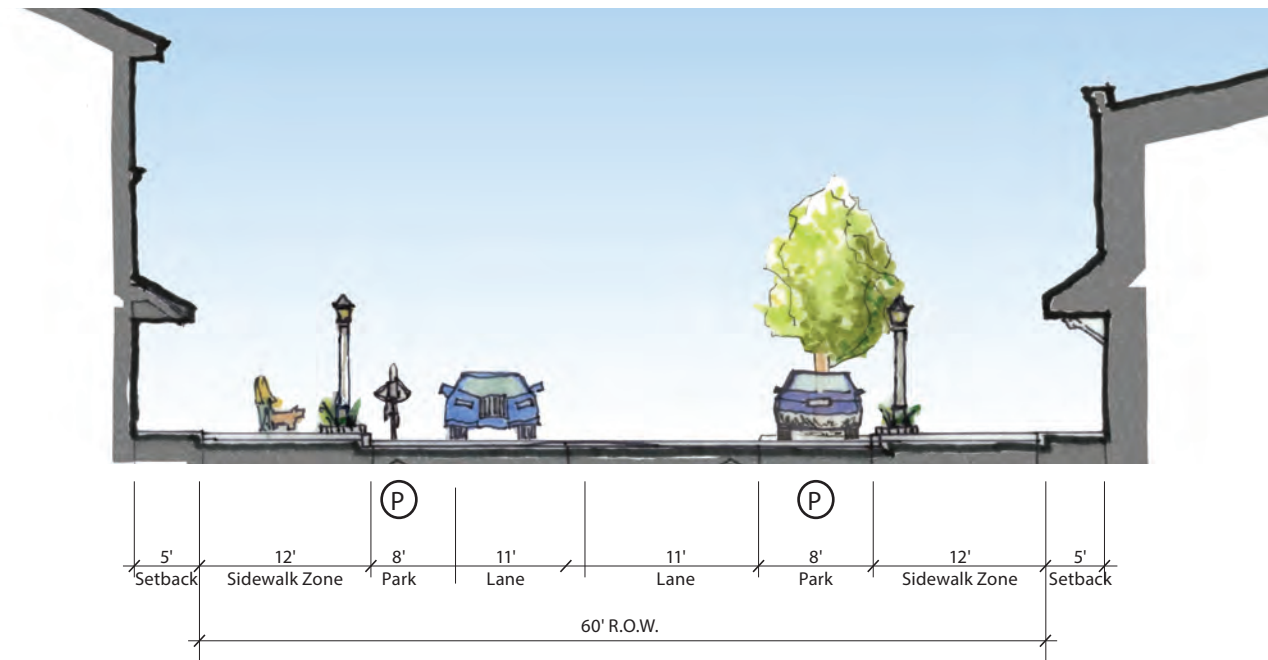 P P
5' 12' 8' 11' 11' 8' 12' 5'
Setback Sidewalk Zone Park Lane Lane Park Sidewalk Zone Setback
60' R.O.W.